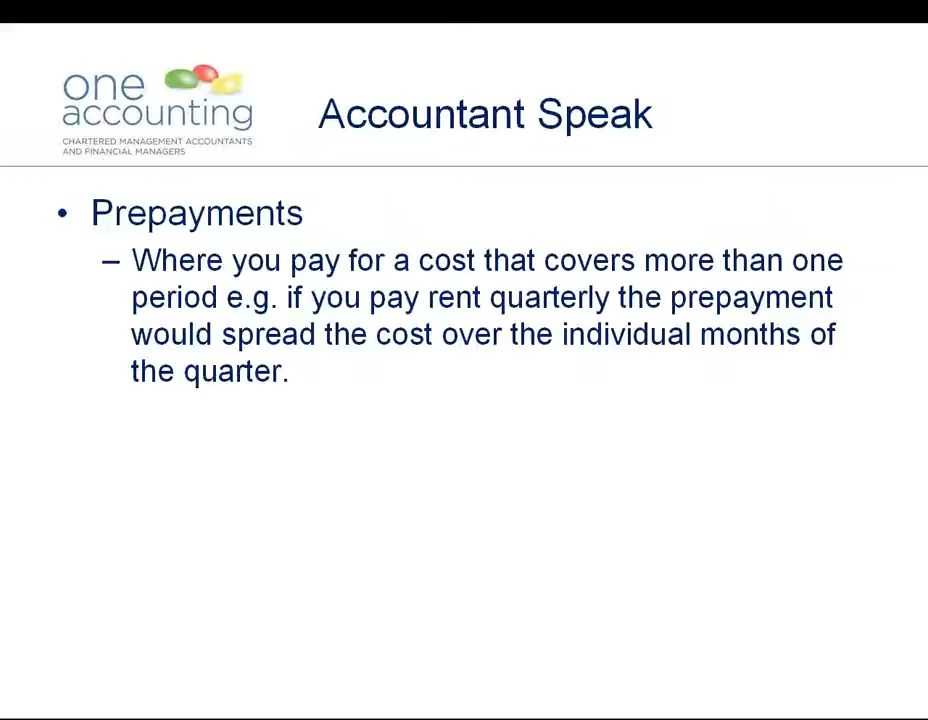 one
accounting
CHARTERED MANAGEMENT ACCOUNTANTS
AND FINANCIAL MANAGERS
Accountant Speak
• Prepayments
– Where you pay for a cost that covers more than one
period e.g. if you pay rent quarterly the prepayment
would spread the cost over the individual months of
the quarter.